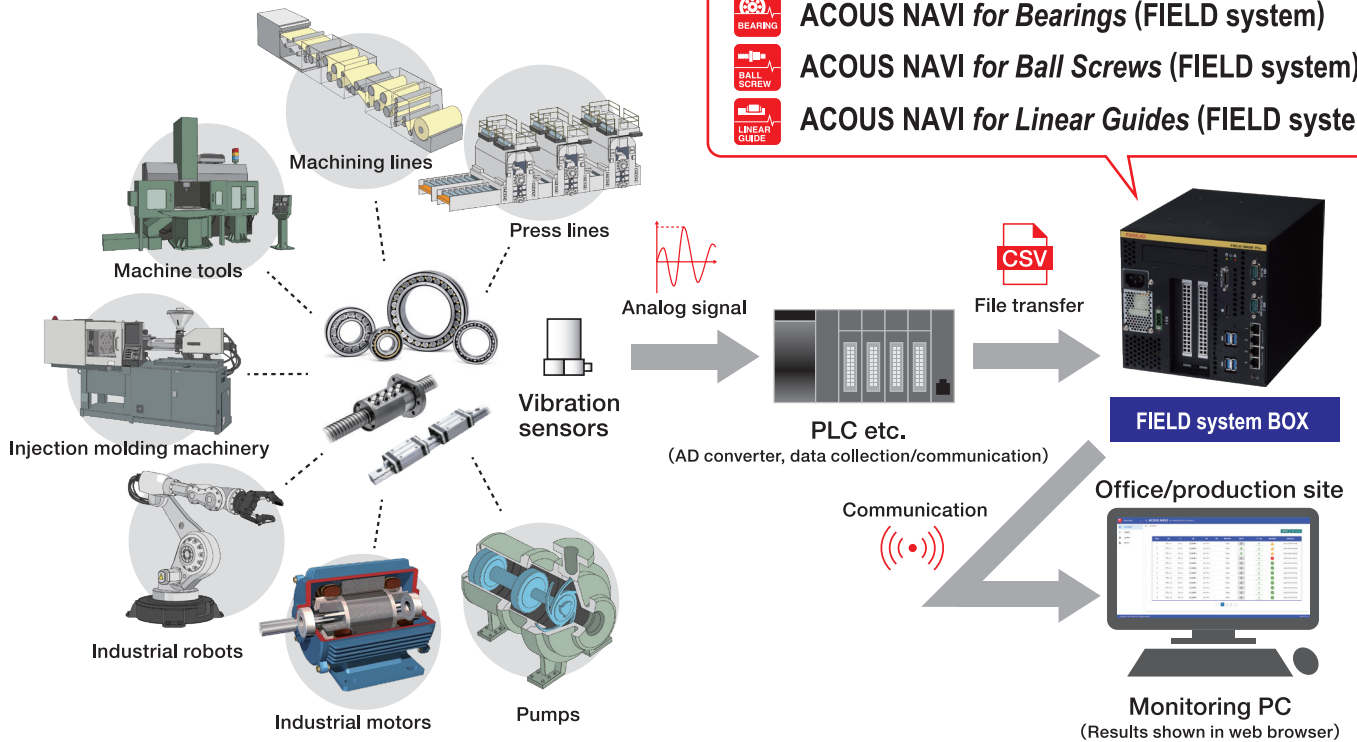 BEARING
ACOUS NAVI for Bearings (FIELD system)
BALL
SCREW
ACOUS NAVI for Ball Screws (FIELD system)
LINEAR
GUIDE
ACOUS NAVI for Linear Guides (FIELD syste
Machining lines
Press lines
Machine tools
Injection molding machinery
Industrial robots
Industrial motors
Pumps
Vibration
sensors
Analog signal
PLC etc.
(AD converter, data collection/communication)
CSV
File transfer
FANUC
FIELD system BOX
Communication
Office/production site
ACOUS NAVI
Monitoring PC
(Results shown in web browser)